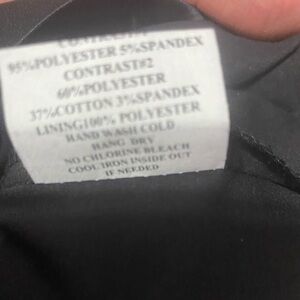 95%POLYESTER 5%SPANDEX
CONTRAST#2
60%POLYESTER
37%COTTON 3%SPANDEX
LINING100% POLYESTER
HAND WASH COLD
HANG DRY
NO CHLORINE BLEACH
COOL IRON INSIDE OUT
IF NEEDED